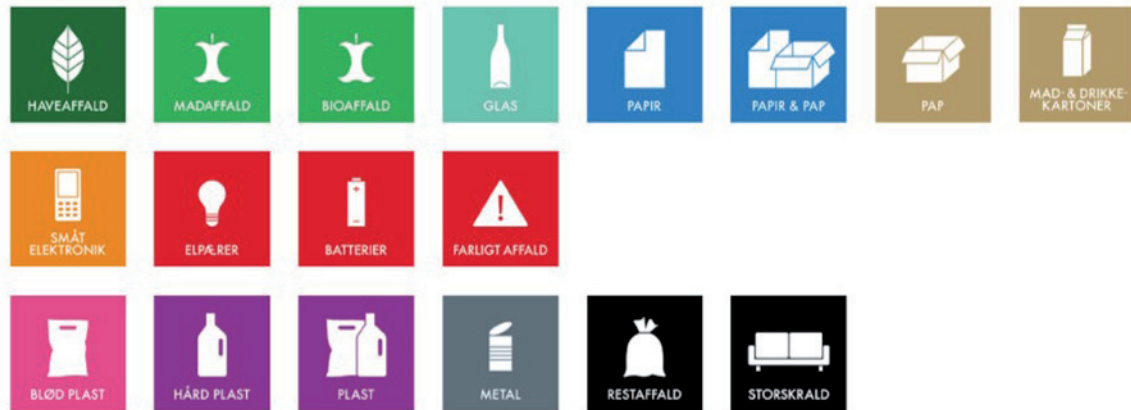 HAVEAFFALD
MADAFFALD
BIOAFFALD
GLAS
PAPIR
PAPIR & PAP
PAP
MAD- & DRIKKE-
KARTONER
SMÅT
ELEKTRONIK
ELPÆRER
BATTERIER
FARLIGT AFFALD
BLØD PLAST
HÅRD PLAST
PLAST
METAL
RESTAFFALD
STORSKRALD